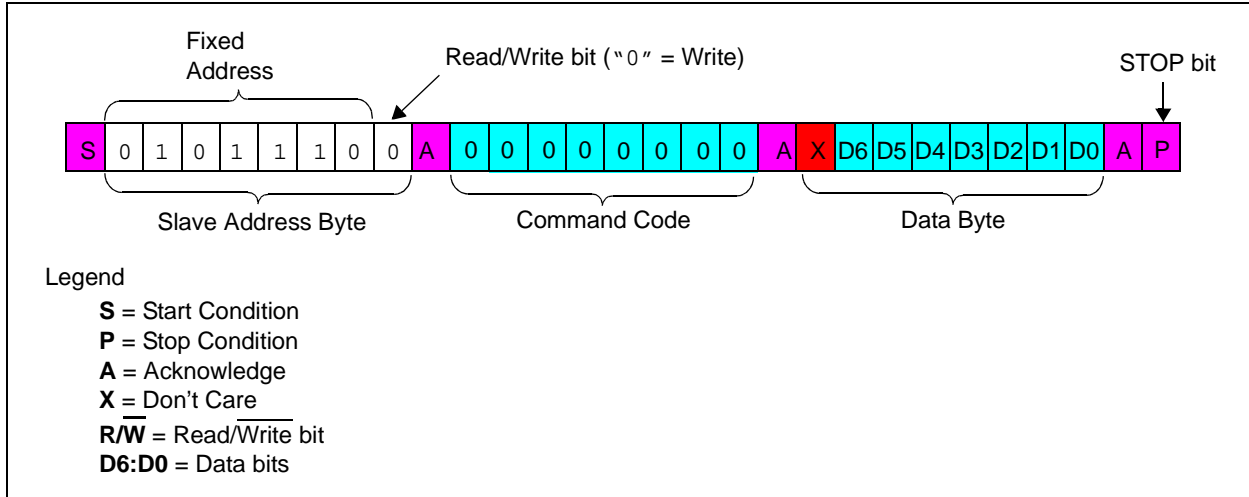 Fixed
Address
Read/Write bit ("0" = Write)
STOP bit
S 0 1 0 1 1 1 0 0 A 0 0 0 0 0 0 0 0 A X D6 D5 D4 D3 D2 D1 D0 A P
Slave Address Byte Command Code Data Byte
Legend
S = Start Condition
P = Stop Condition
A = Acknowledge
X = Don't Care
R/W̅ = Read/W̅r̅i̅t̅e̅ bit
D6:D0 = Data bits